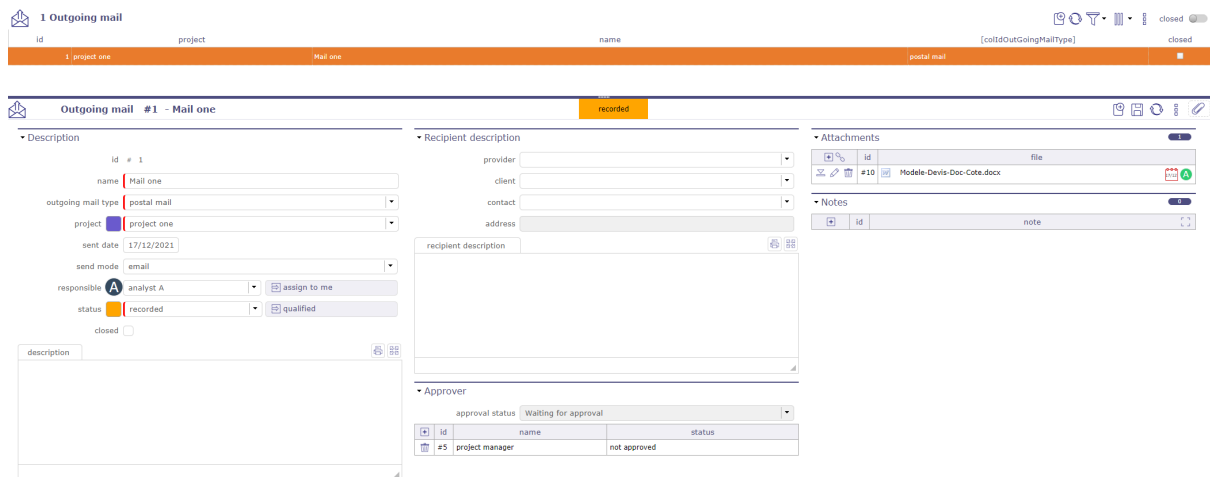 1 Outgoing mail
closed
id project name [colIdOutGoingMailType] closed
1 project one Mail one postal mail
Outgoing mail #1 - Mail one
recorded
Description
id # 1
name Mail one
outgoing mail type postal mail
project project one
sent date 17/12/2021
send mode email
responsible A analyst A assign to me
status recorded qualified
closed
description
Recipient description
provider
client
contact
address
recipient description
Approver
approval status Waiting for approval
id name status
#5 project manager not approved
Attachments 1
id file
#10 Modele-Devis-Doc-Cote.docx 17/12 A
Notes 0
id note